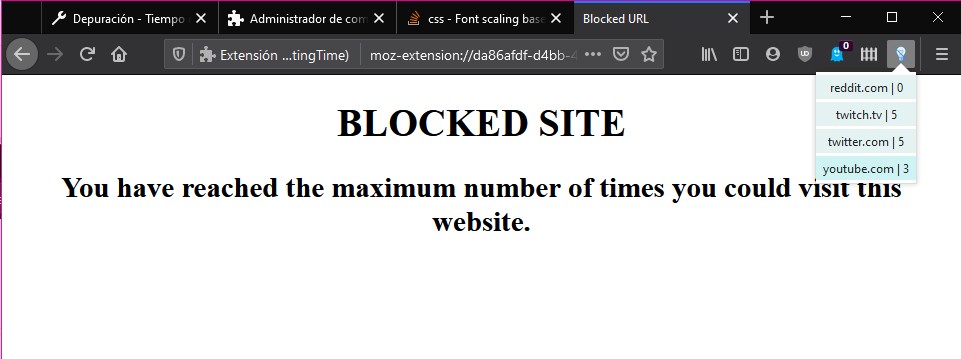 Depuración - Tiempo
Administrador de com
css - Font scaling base
Blocked URL
Extensión ...tingTime)
moz-extension://da86afdf-d4bb-4
0
reddit.com | 0
twitch.tv | 5
twitter.com | 5
youtube.com | 3
BLOCKED SITE
You have reached the maximum number of times you could visit this
website.